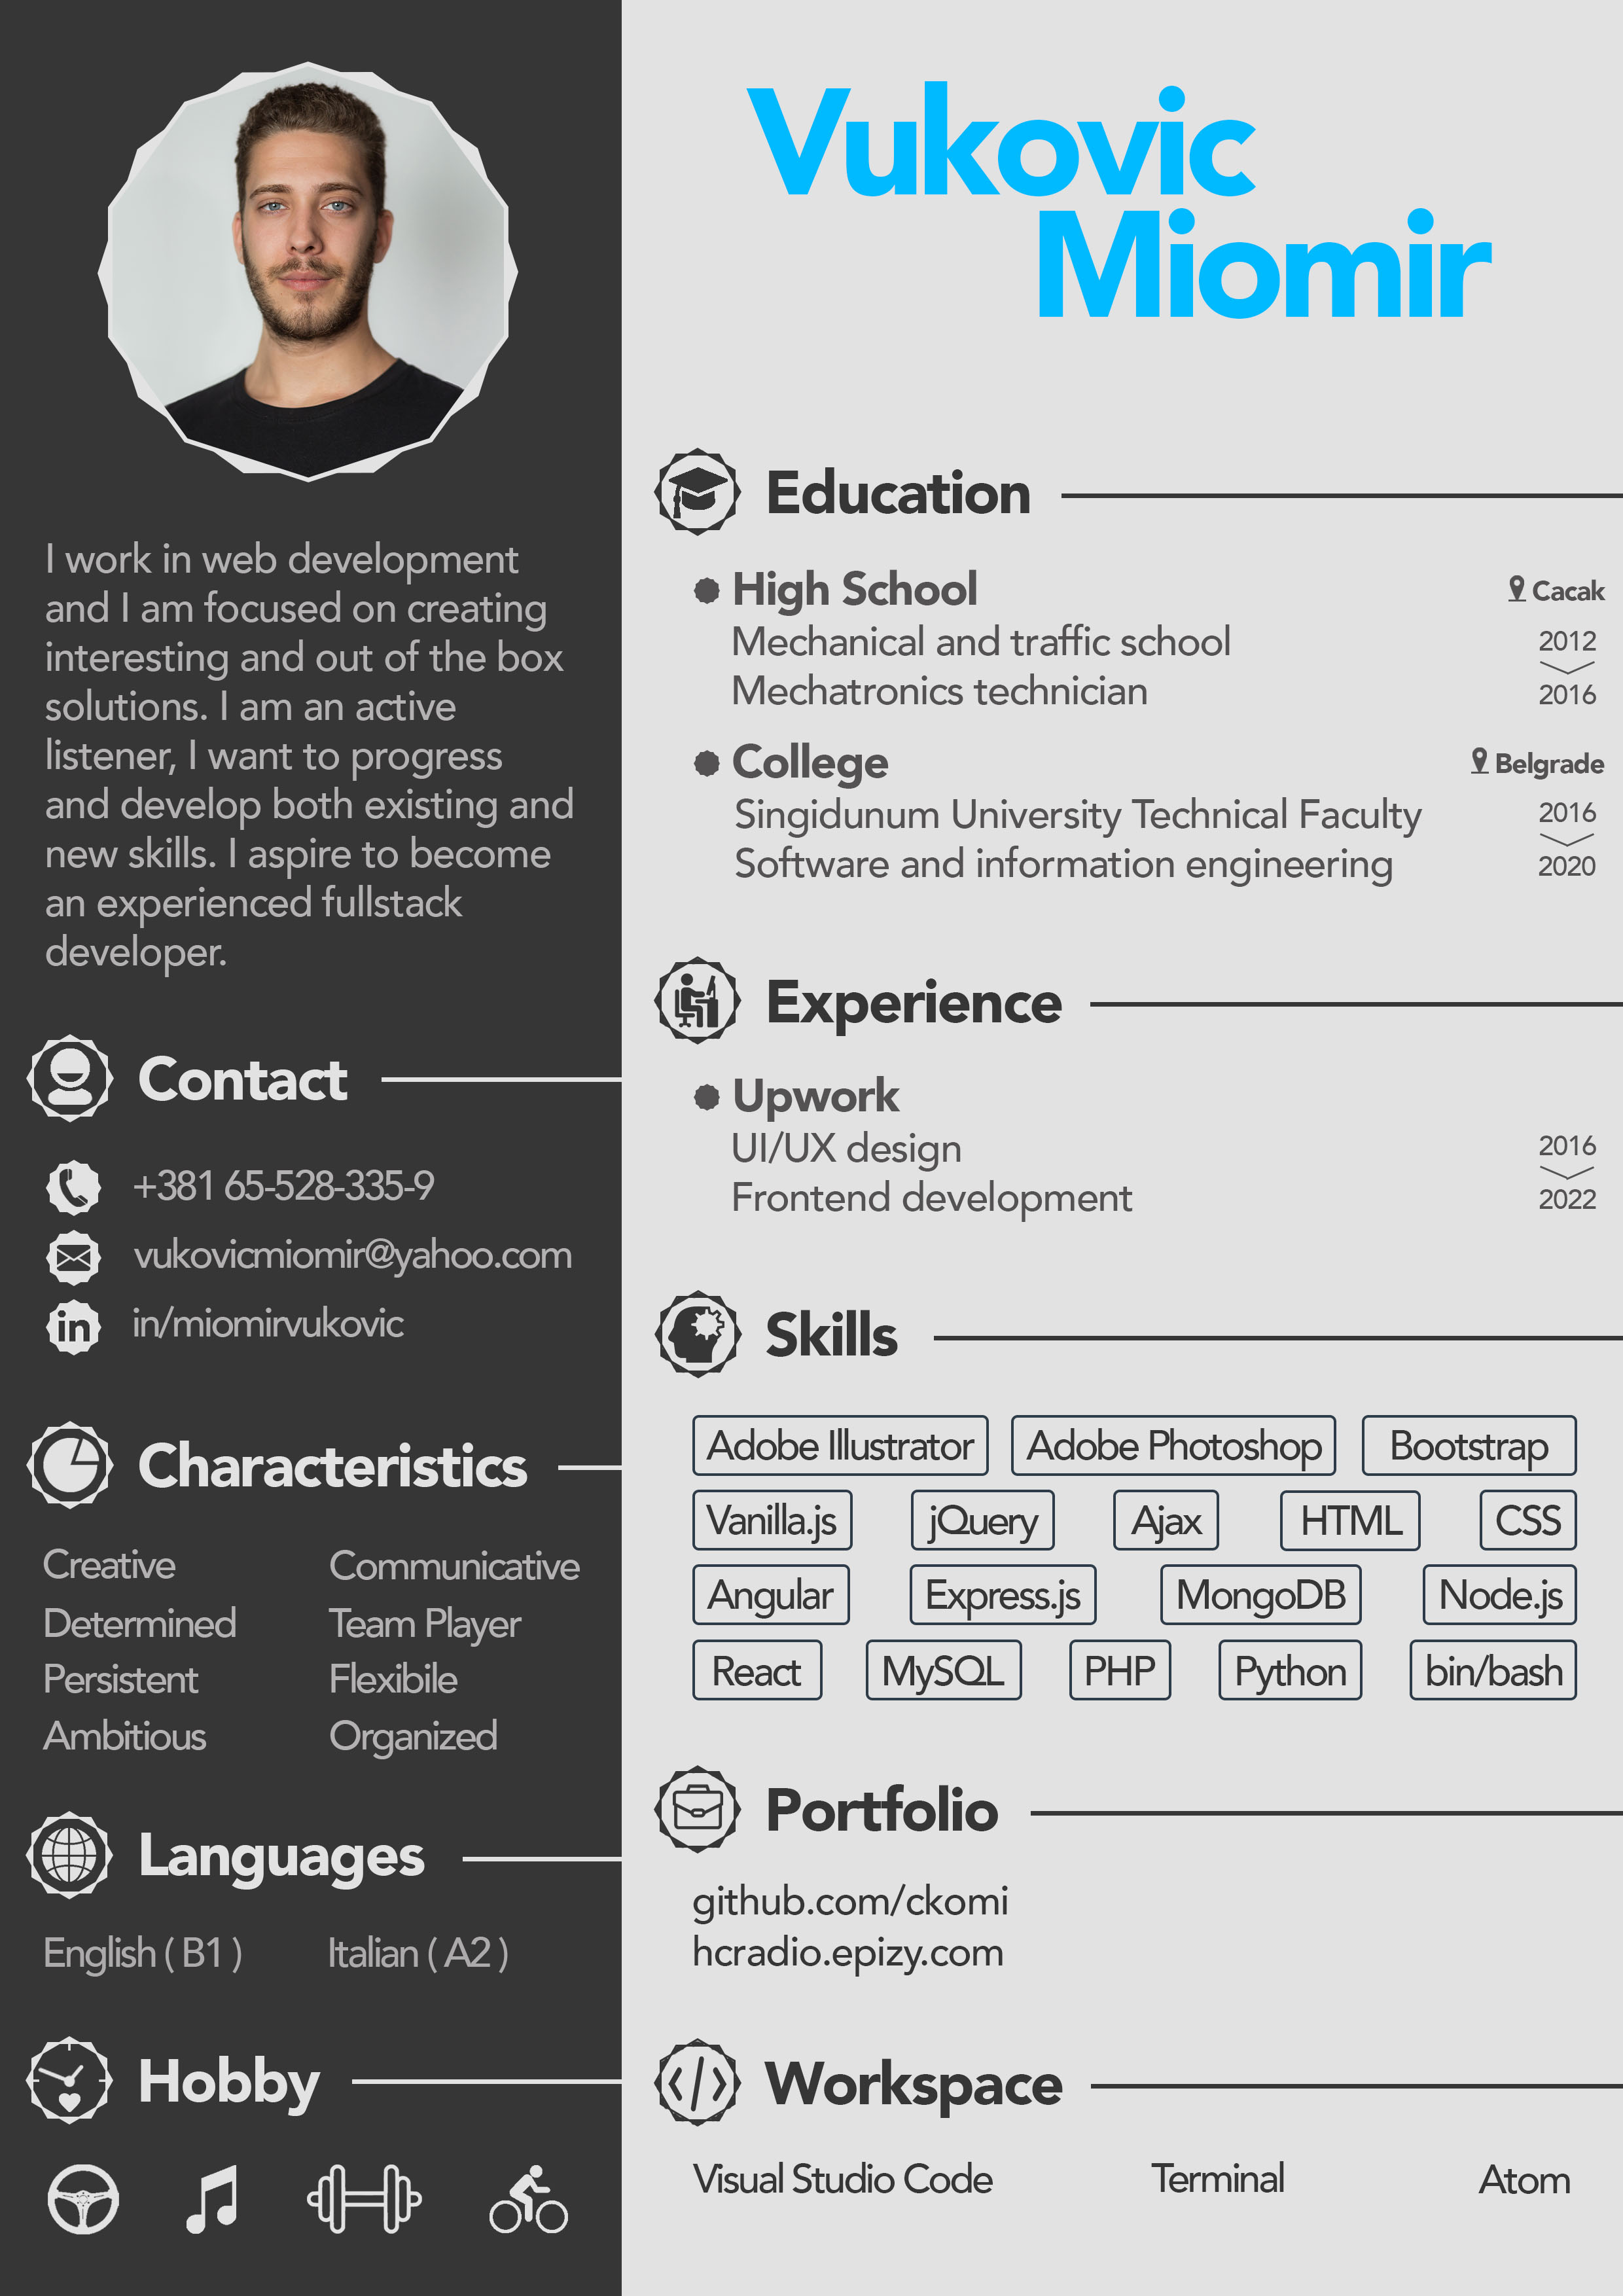 Vukovic
Miomir
I work in web development
and I am focused on creating
interesting and out of the box
solutions. I am an active
listener, I want to progress
and develop both existing and
new skills. I aspire to become
an experienced fullstack
developer.
Contact
+381 65-528-335-9
vukovicmiomir@yahoo.com
in
in/miomirvukovic
Characteristics
Creative
Communicative
Determined
Team Player
Persistent
Flexibile
Ambitious
Organized
Languages
English ( B1 )
Italian ( A2 )
Hobby
Education
High School
Cacak
Mechanical and traffic school
2012
Mechatronics technician
2016
College
Belgrade
Singidunum University Technical Faculty
2016
Software and information engineering
2020
Experience
Upwork
UI/UX design
2016
Frontend development
2022
Skills
Adobe Illustrator
Adobe Photoshop
Bootstrap
Vanilla.js
jQuery
Ajax
HTML
CSS
Angular
Express.js
MongoDB
Node.js
React
MySQL
PHP
Python
bin/bash
Portfolio
github.com/ckomi
hcradio.epizy.com
</>
Workspace
Visual Studio Code
Terminal
Atom